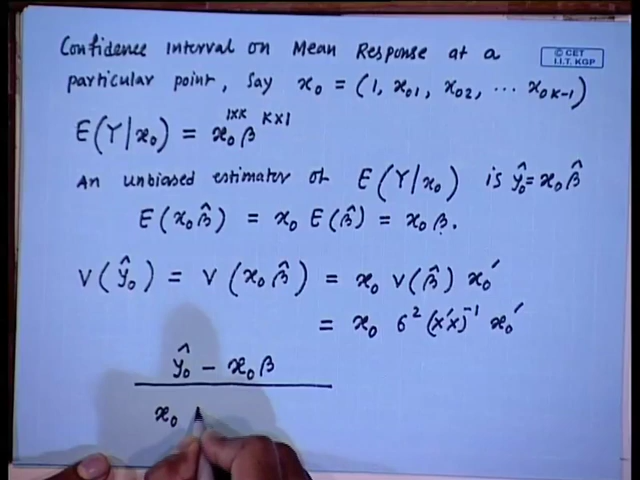 Confidence Interval on Mean Response at a
© CET
I.I.T. KGP
particular point, Say x₀ = (1, x₀₁, x₀₂, ... x₀ₖ₋₁)
E(Y/x₀) = x₀ 1×K β K×1
An unbiased estimator of E(Y/x₀) is ŷ₀ = x₀β̂
E(x₀β̂) = x₀ E(β̂) = x₀β.
V(ŷ₀) = V(x₀β̂) = x₀ V(β̂) x₀′
= x₀ σ²(x′x)⁻¹ x₀′
ŷ₀ − x₀β
x₀